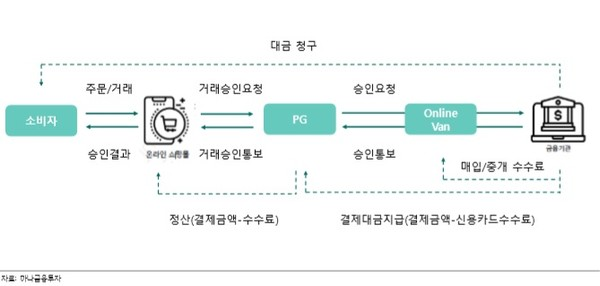 대금 청구
주문/거래
거래승인요청
승인요청
소비자
PG
Online
Van
승인결과
온라인 쇼핑몰
거래승인통보
승인통보
금융기관
매입/중개 수수료
정산(결제금액-수수료)
결제대금지급(결제금액-신용카드수수료)
자료: 하나금융투자